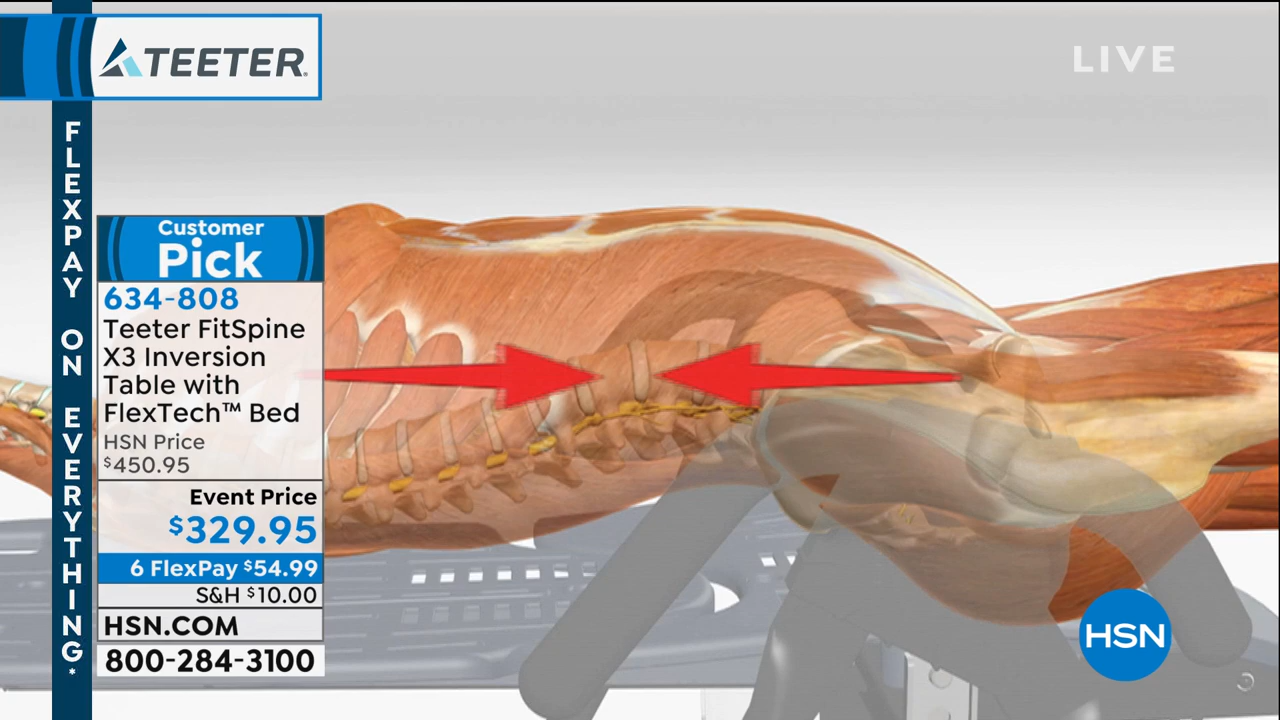 TEETER.
LIVE
FLEXPAY ON EVERYTHING*
Customer
Pick
634-808
Teeter FitSpine
X3 Inversion
Table with
FlexTech™ Bed
HSN Price
$450.95
Event Price
$329.95
6 FlexPay $54.99
S&H $10.00
HSN.COM
800-284-3100
HSN